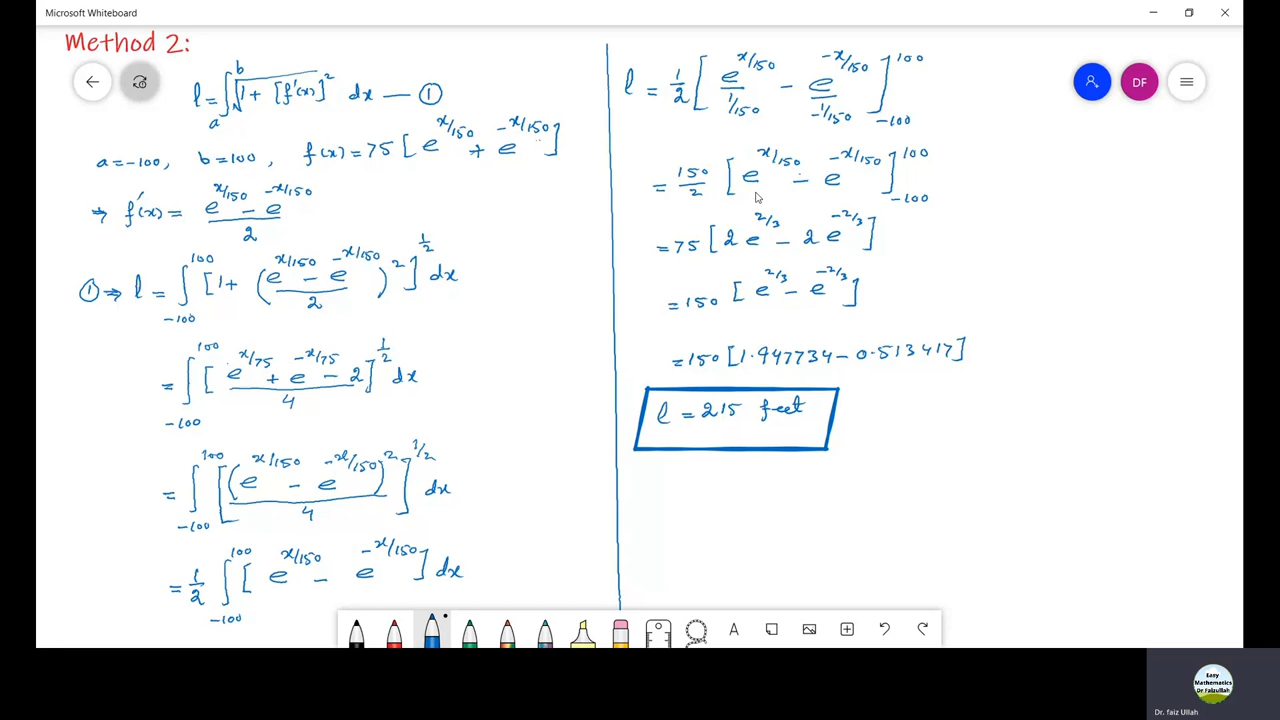 Microsoft Whiteboard
Method 2:
l = ∫_a^b √(1 + [f'(x)]²) dx — ①
a = -100, b = 100, f(x) = 75 [e^(x/150) + e^(-x/150)]
⇒ f'(x) = (e^(x/150) - e^(-x/150)) / 2
① ⇒ l = ∫_-100^100 [1 + ((e^(x/150) - e^(-x/150)) / 2)²]^(1/2) dx
= ∫_-100^100 [(e^(x/75) + e^(-x/75) - 2) / 4]^(1/2) dx
= ∫_-100^100 [(e^(x/150) - e^(-x/150))² / 4]^(1/2) dx
= 1/2 ∫_-100^100 [e^(x/150) - e^(-x/150)] dx
l = 1/2 [e^(x/150) / (1/150) - e^(-x/150) / (-1/150)]_-100^100
= 150/2 [e^(x/150) - e^(-x/150)]_-100^100
= 75 [2e^(2/3) - 2e^(-2/3)]
= 150 [e^(2/3) - e^(-2/3)]
= 150 [1.947734 - 0.513417]
l = 215 feet
DF
A
Easy
Mathematics
Dr.Faizullah
Dr. faiz Ullah